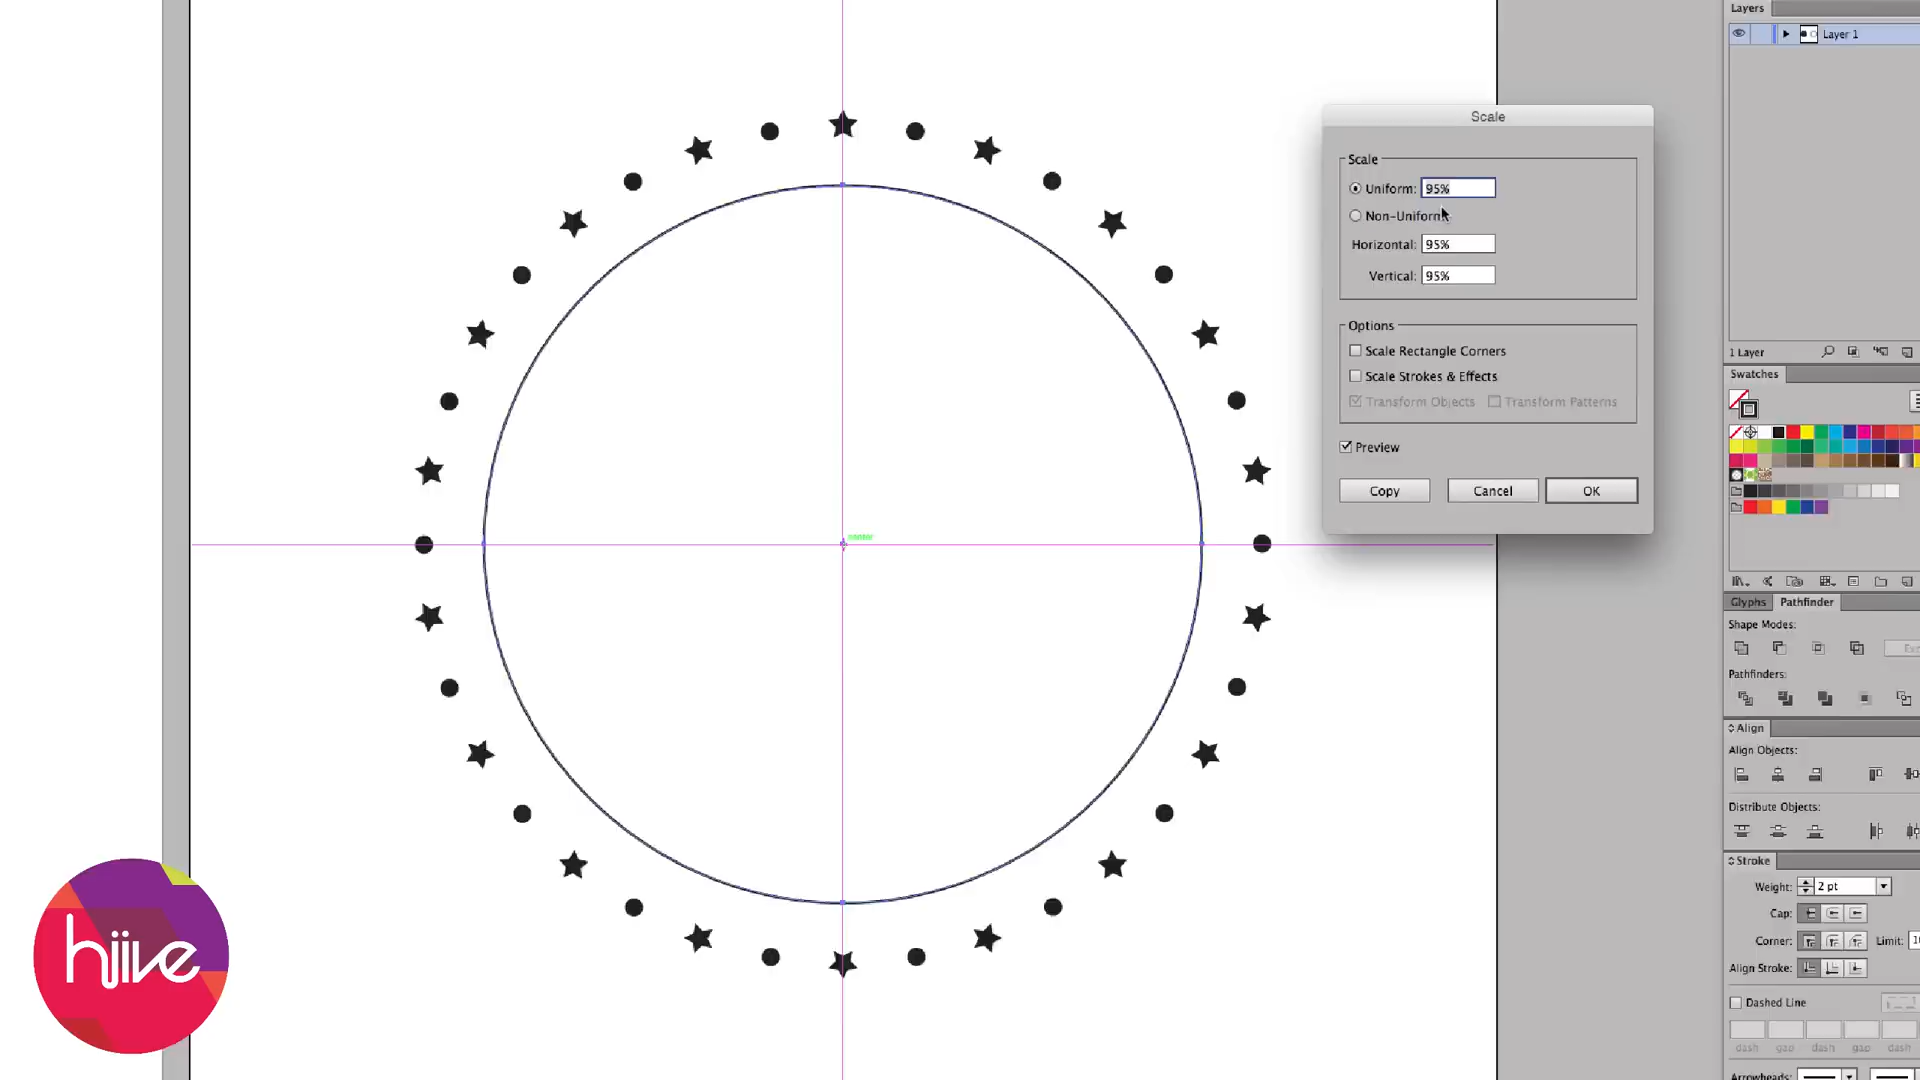 Layers
Layer 1
Scale
Scale
Uniform: 95%
Non-Uniform
Horizontal: 95%
Vertical: 95%
Options
Scale Rectangle Corners
Scale Strokes & Effects
Transform Objects Transform Patterns
Preview
Copy Cancel OK
center
1 Layer
Swatches
Glyphs Pathfinder
Shape Modes:
Pathfinders:
Align
Align Objects:
Distribute Objects:
Stroke
Weight: 2 pt
Cap:
Corner: Limit:
Align Stroke:
Dashed Line
dash gap dash gap dash
Arrowheads:
hjive